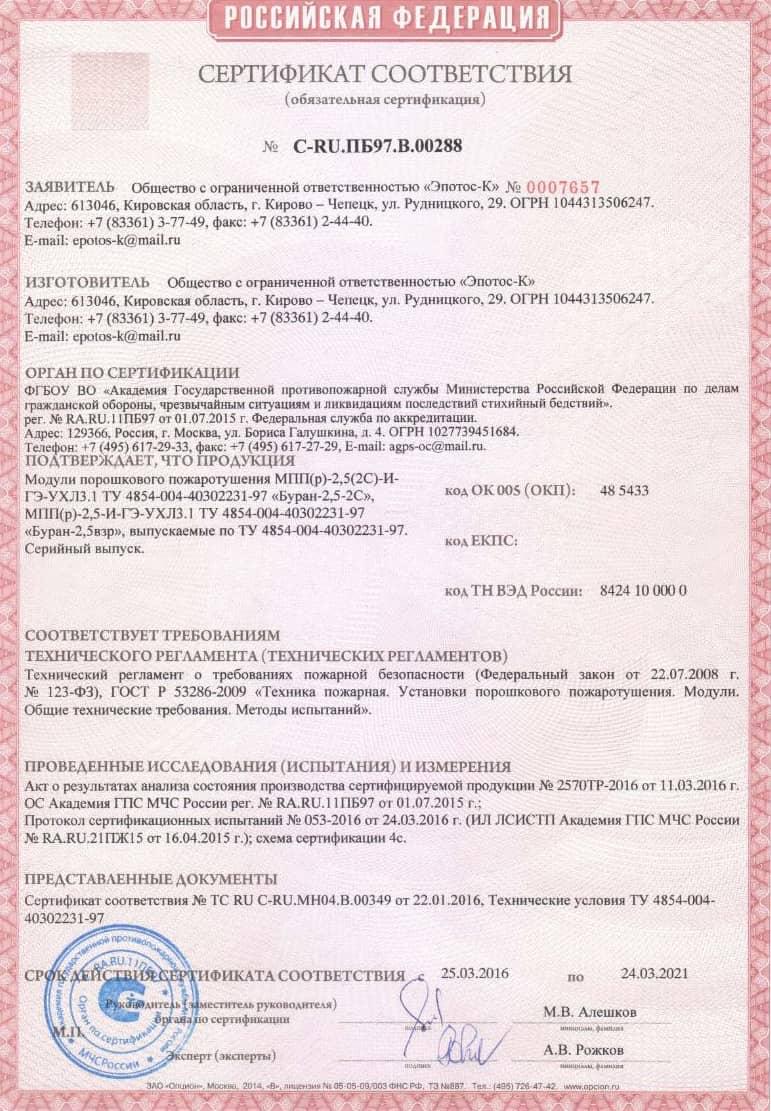 РОССИЙСКАЯ ФЕДЕРАЦИЯ
СЕРТИФИКАТ СООТВЕТСТВИЯ
(обязательная сертификация)
№ C-RU.ПБ97.В.00288
ЗАЯВИТЕЛЬ Общество с ограниченной ответственностью «Эпотос-К» № 0007657
Адрес: 613046, Кировская область, г. Кирово – Чепецк, ул. Рудницкого, 29. ОГРН 1044313506247.
Телефон: +7 (83361) 3-77-49, факс: +7 (83361) 2-44-40.
E-mail: epotos-k@mail.ru
ИЗГОТОВИТЕЛЬ Общество с ограниченной ответственностью «Эпотос-К»
Адрес: 613046, Кировская область, г. Кирово – Чепецк, ул. Рудницкого, 29. ОГРН 1044313506247.
Телефон: +7 (83361) 3-77-49, факс: +7 (83361) 2-44-40.
E-mail: epotos-k@mail.ru
ОРГАН ПО СЕРТИФИКАЦИИ
ФГБОУ ВО «Академия Государственной противопожарной службы Министерства Российской Федерации по делам
гражданской обороны, чрезвычайным ситуациям и ликвидациям последствий стихийный бедствий».
рег. № RA.RU.11ПБ97 от 01.07.2015 г. Федеральная служба по аккредитации.
Адрес: 129366, Россия, г. Москва, ул. Бориса Галушкина, д. 4. ОГРН 1027739451684.
Телефон: +7 (495) 617-29-33, факс: +7 (495) 617-27-29, E-mail: agps-oc@mail.ru.
ПОДТВЕРЖДАЕТ, ЧТО ПРОДУКЦИЯ
Модули порошкового пожаротушения МПП(р)-2,5(2С)-И-
ГЭ-УХЛ3.1 ТУ 4854-004-40302231-97 «Буран-2,5-2С»,
МПП(р)-2,5-И-ГЭ-УХЛ3.1 ТУ 4854-004-40302231-97
«Буран-2,5взр», выпускаемые по ТУ 4854-004-40302231-97.
Серийный выпуск.
код ОК 005 (ОКП): 48 5433
код ЕКПС:
код ТН ВЭД России: 8424 10 000 0
СООТВЕТСТВУЕТ ТРЕБОВАНИЯМ
ТЕХНИЧЕСКОГО РЕГЛАМЕНТА (ТЕХНИЧЕСКИХ РЕГЛАМЕНТОВ)
Технический регламент о требованиях пожарной безопасности (Федеральный закон от 22.07.2008 г.
№ 123-ФЗ), ГОСТ Р 53286-2009 «Техника пожарная. Установки порошкового пожаротушения. Модули.
Общие технические требования. Методы испытаний».
ПРОВЕДЕННЫЕ ИССЛЕДОВАНИЯ (ИСПЫТАНИЯ) И ИЗМЕРЕНИЯ
Акт о результатах анализа состояния производства сертифицируемой продукции № 2570ТР-2016 от 11.03.2016 г.
ОС Академия ГПС МЧС России рег. № RA.RU.11ПБ97 от 01.07.2015 г.;
Протокол сертификационных испытаний № 053-2016 от 24.03.2016 г. (ИЛ ЛСИСТП Академия ГПС МЧС России
№ RA.RU.21ПЖ15 от 16.04.2015 г.); схема сертификации 4с.
ПРЕДСТАВЛЕННЫЕ ДОКУМЕНТЫ
Сертификат соответствия № ТС RU C-RU.МН04.В.00349 от 22.01.2016, Технические условия ТУ 4854-004-
40302231-97
СРОК ДЕЙСТВИЯ СЕРТИФИКАТА СООТВЕТСТВИЯ с 25.03.2016 по 24.03.2021
Руководитель (заместитель руководителя)
органа по сертификации
подпись
М.В. Алешков
инициалы, фамилия
М.П.
Эксперт (эксперты)
подпись
А.В. Рожков
инициалы, фамилия
Орган по сертификации
МЧС России
ЗАО «Опцион», Москва, 2014, «В», лицензия № 05-05-09/003 ФНС РФ, ТЗ №887. Тел.: (495) 726-47-42, www.opcion.ru